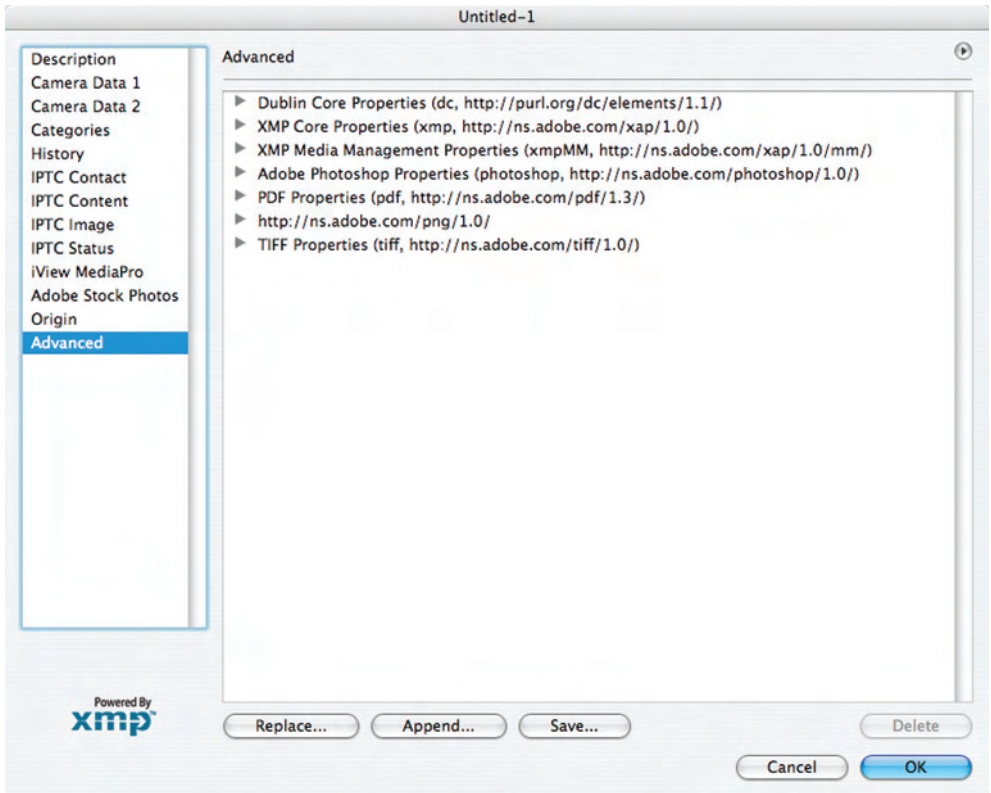 Untitled-1
Description
Camera Data 1
Camera Data 2
Categories
History
IPTC Contact
IPTC Content
IPTC Image
IPTC Status
iView MediaPro
Adobe Stock Photos
Origin
Advanced
Powered By
xmp™
Advanced
Dublin Core Properties (dc, http://purl.org/dc/elements/1.1/)
XMP Core Properties (xmp, http://ns.adobe.com/xap/1.0/)
XMP Media Management Properties (xmpMM, http://ns.adobe.com/xap/1.0/mm/)
Adobe Photoshop Properties (photoshop, http://ns.adobe.com/photoshop/1.0/)
PDF Properties (pdf, http://ns.adobe.com/pdf/1.3/)
http://ns.adobe.com/png/1.0/
TIFF Properties (tiff, http://ns.adobe.com/tiff/1.0/)
Replace... Append... Save... Delete
Cancel OK